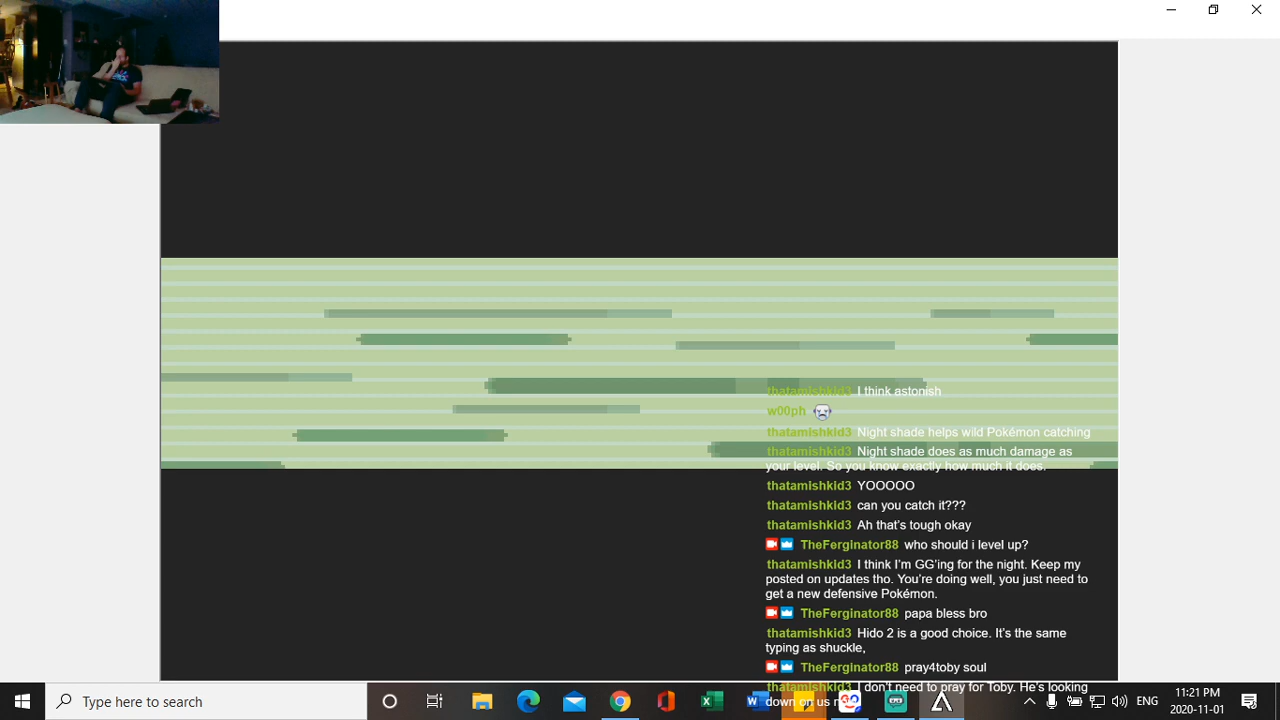 thatamishkid3 I think astonish
w00ph
thatamishkid3 Night shade helps wild Pokémon catching
thatamishkid3 Night shade does as much damage as
your level. So you know exactly how much it does.
thatamishkid3 YOOOOO
thatamishkid3 can you catch it???
thatamishkid3 Ah that's tough okay
TheFerginator88 who should i level up?
thatamishkid3 I think I'm GG'ing for the night. Keep my
posted on updates tho. You're doing well, you just need to
get a new defensive Pokémon.
TheFerginator88 papa bless bro
thatamishkid3 Hido 2 is a good choice. It's the same
typing as shuckle,
TheFerginator88 pray4toby soul
thatamishkid3 I don't need to pray for Toby. He's looking
down on us
Type here to search
ENG
11:21 PM
2020-11-01